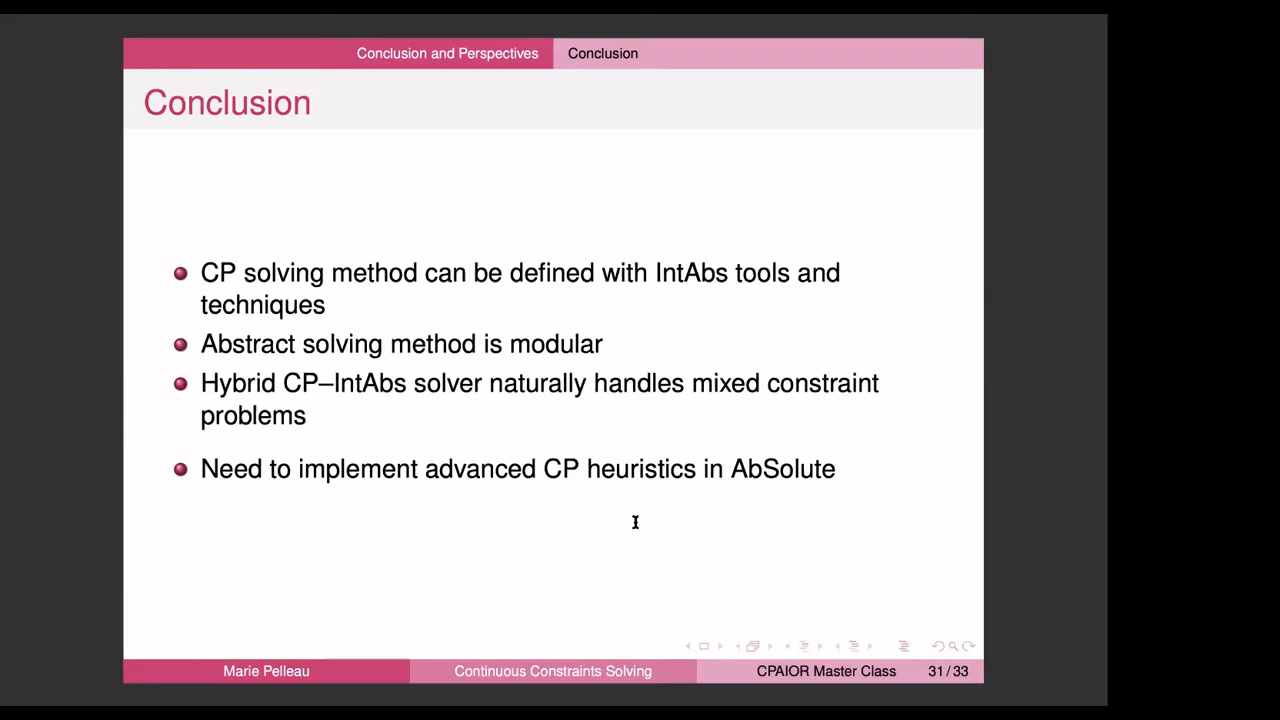 Conclusion and Perspectives Conclusion
Conclusion
CP solving method can be defined with IntAbs tools and
techniques
Abstract solving method is modular
Hybrid CP–IntAbs solver naturally handles mixed constraint
problems
Need to implement advanced CP heuristics in AbSolute
Marie Pelleau Continuous Constraints Solving CPAIOR Master Class 31 / 33